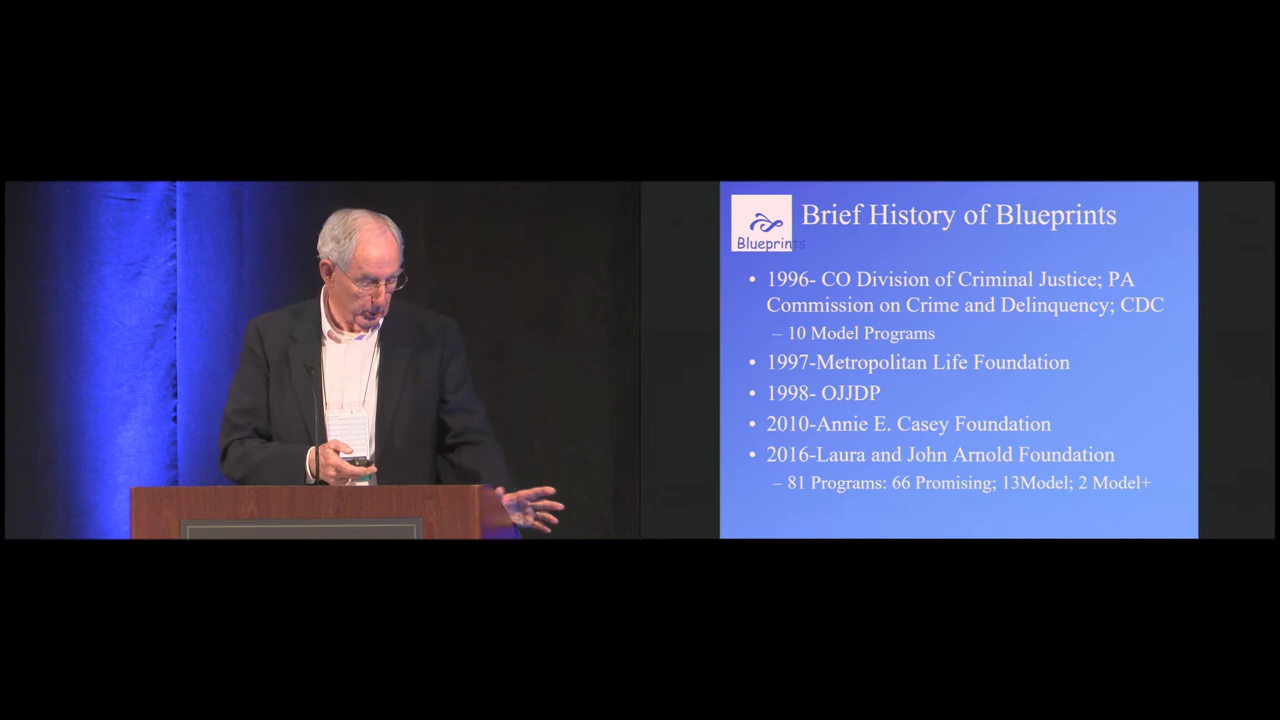 Brief History of Blueprints
Blueprints
• 1996- CO Division of Criminal Justice; PA
Commission on Crime and Delinquency; CDC
– 10 Model Programs
• 1997-Metropolitan Life Foundation
• 1998- OJJDP
• 2010-Annie E. Casey Foundation
• 2016-Laura and John Arnold Foundation
– 81 Programs: 66 Promising; 13Model; 2 Model+